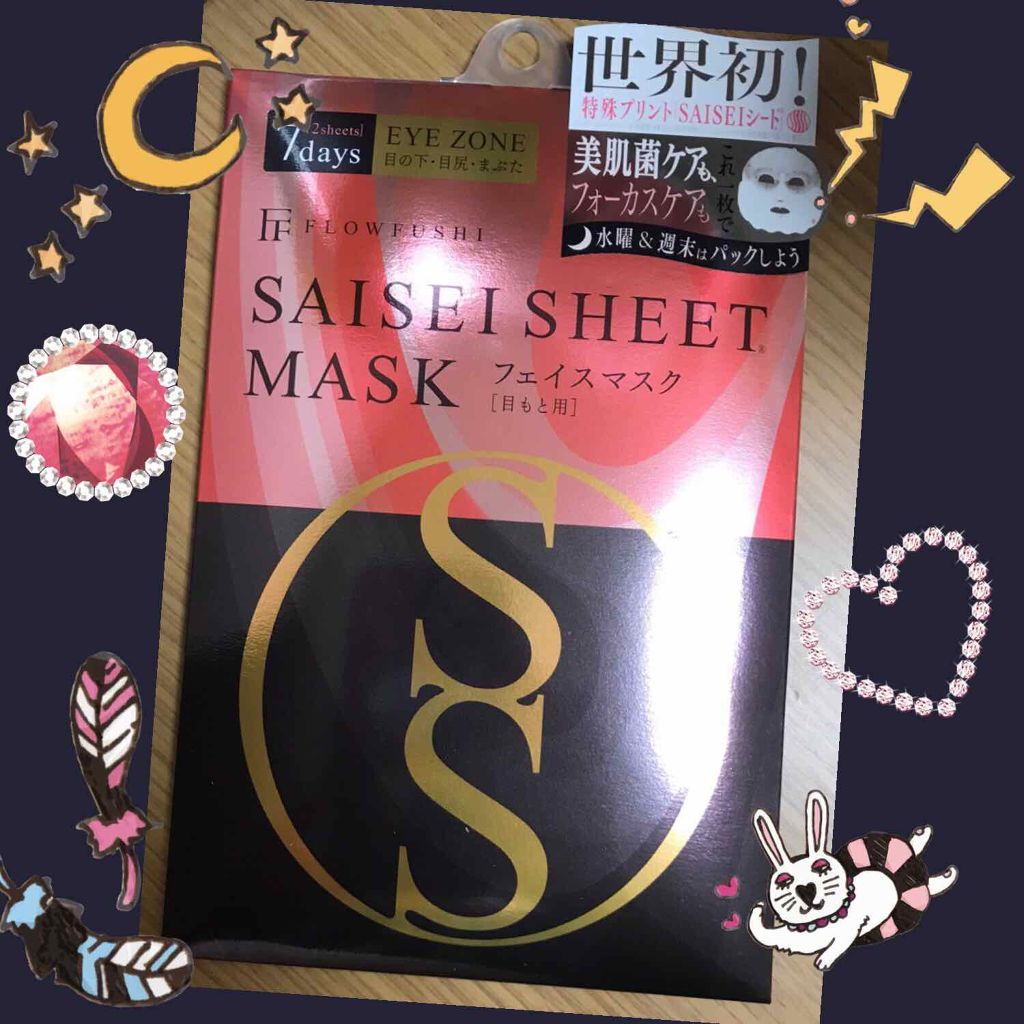 世界初!
特殊プリント[SAISEIシート]
美肌菌ケアも、
フォーカスケアも
これ一枚で
水曜&週末はパックしよう
7days
[2sheets]
EYE ZONE
目の下・目尻・まぶた
FLOWFUSHI
SAISEI SHEET
MASK
フェイスマスク
[目もと用]
SS